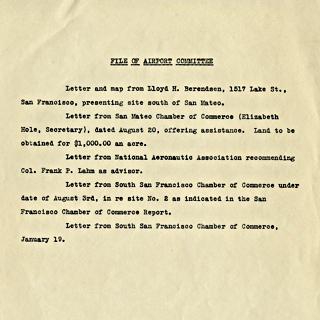 FILE OF AIRPORT COMMITTEE
Letter and map from Lloyd H. Berendsen, 1517 Lake St.,
San Francisco, presenting site south of San Mateo.
Letter from San Mateo Chamber of Commerce (Elizabeth
Hole, Secretary), dated August 20, offering assistance. Land to be
obtained for $1,000.00 an acre.
Letter from National Aeronautic Association recommending
Col. Frank P. Lahm as advisor.
Letter from South San Francisco Chamber of Commerce under
date of August 3rd, in re site No. 2 as indicated in the San
Francisco Chamber of Commerce Report.
Letter from South San Francisco Chamber of Commerce,
January 19.